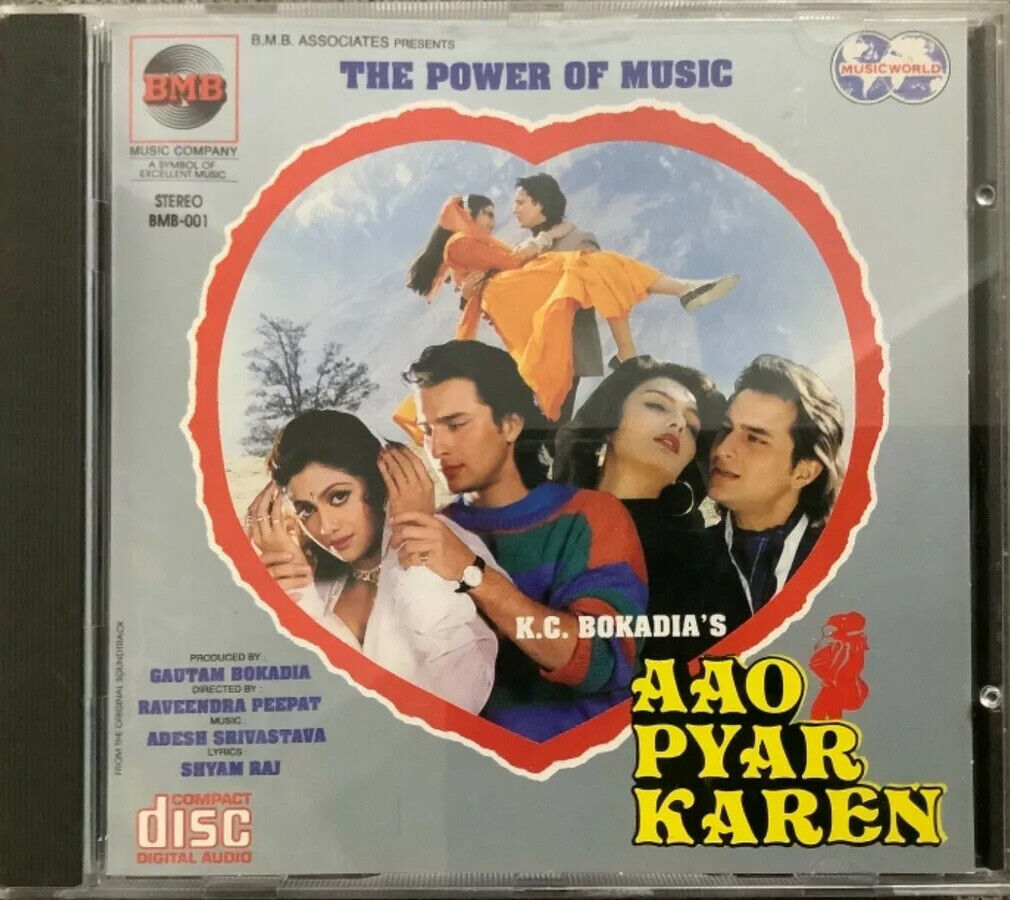 B.M.B. ASSOCIATES PRESENTS
THE POWER OF MUSIC
BMB
MUSIC COMPANY
A SYMBOL OF
EXCELLENT MUSIC
STEREO
BMB-001
MUSIC WORLD
K.C. BOKADIA'S
AAO
PYAR
KAREN
PRODUCED BY :
GAUTAM BOKADIA
DIRECTED BY :
RAVEENDRA PEEPAT
MUSIC :
ADESH SRIVASTAVA
LYRICS :
SHYAM RAJ
FROM THE ORIGINAL SOUNDTRACK
COMPACT
disc
DIGITAL AUDIO